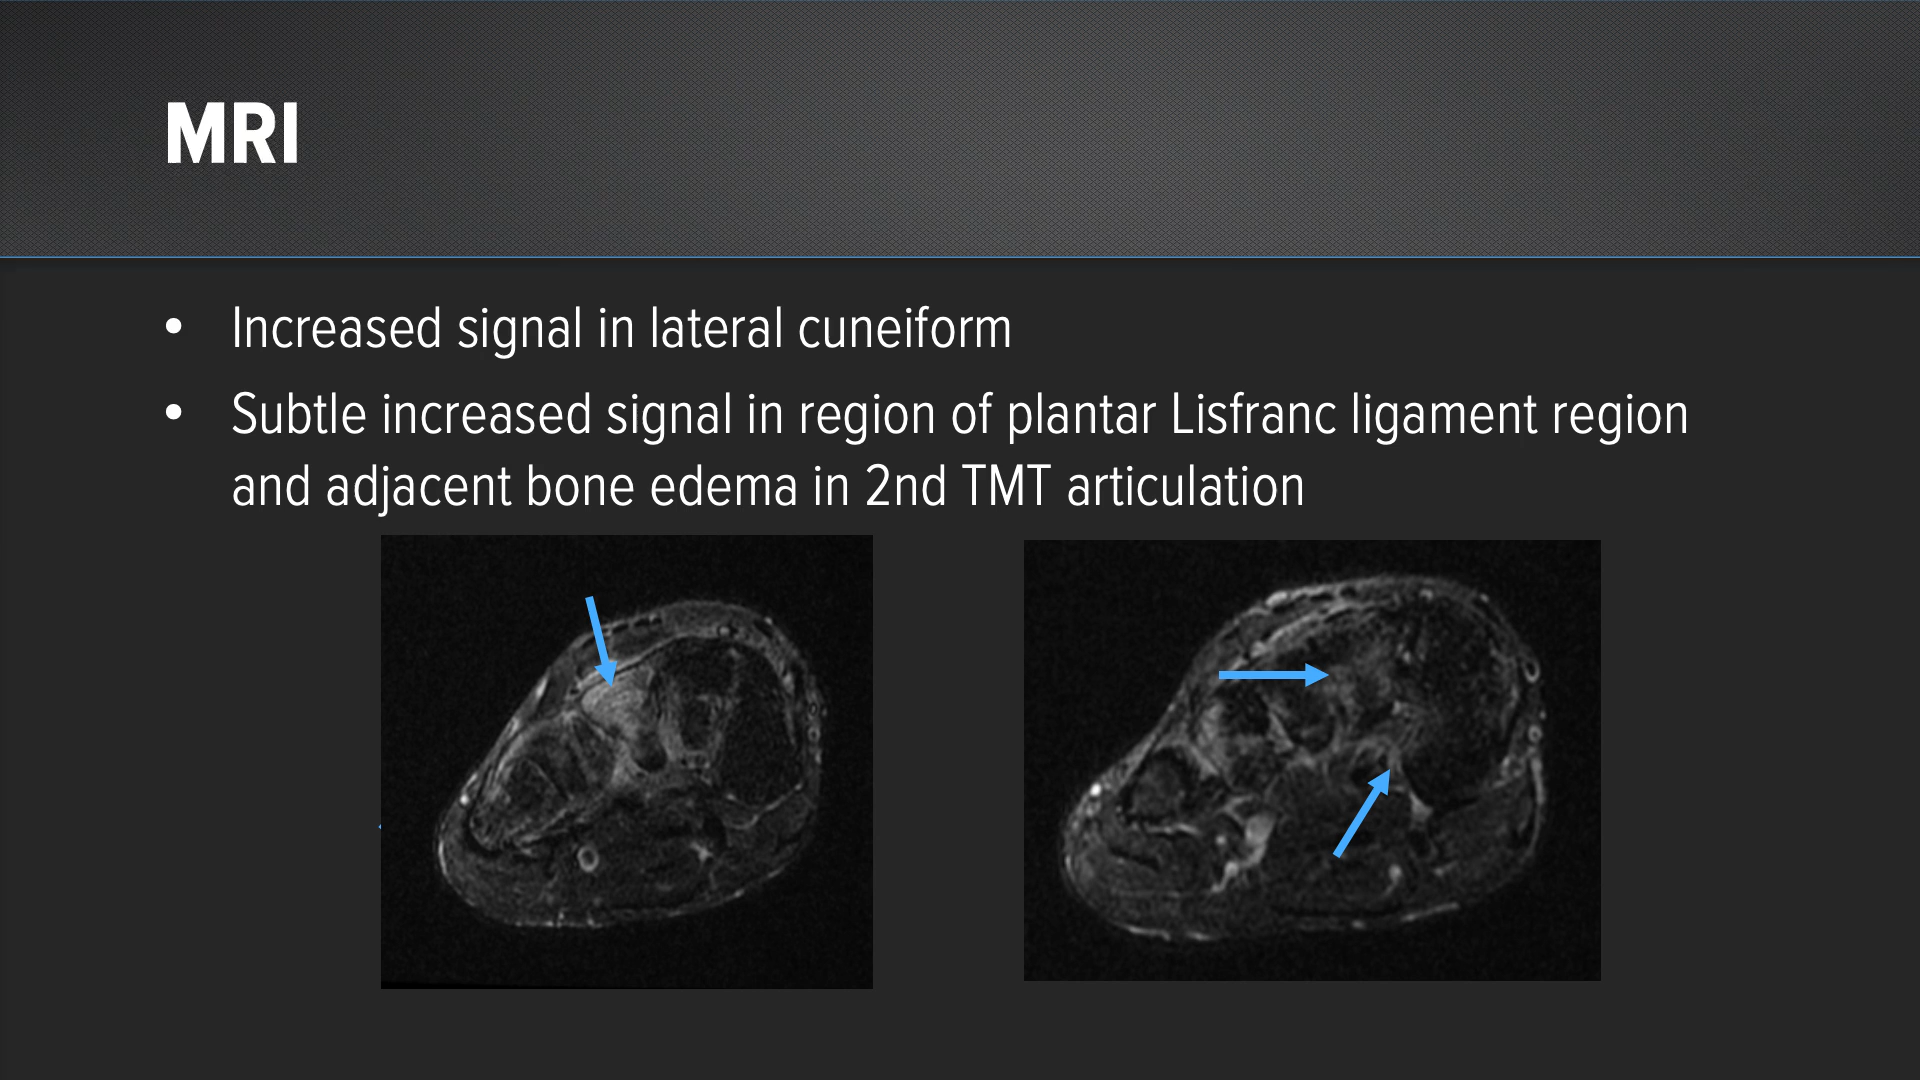 MRI
• Increased signal in lateral cuneiform
• Subtle increased signal in region of plantar Lisfranc ligament region
and adjacent bone edema in 2nd TMT articulation